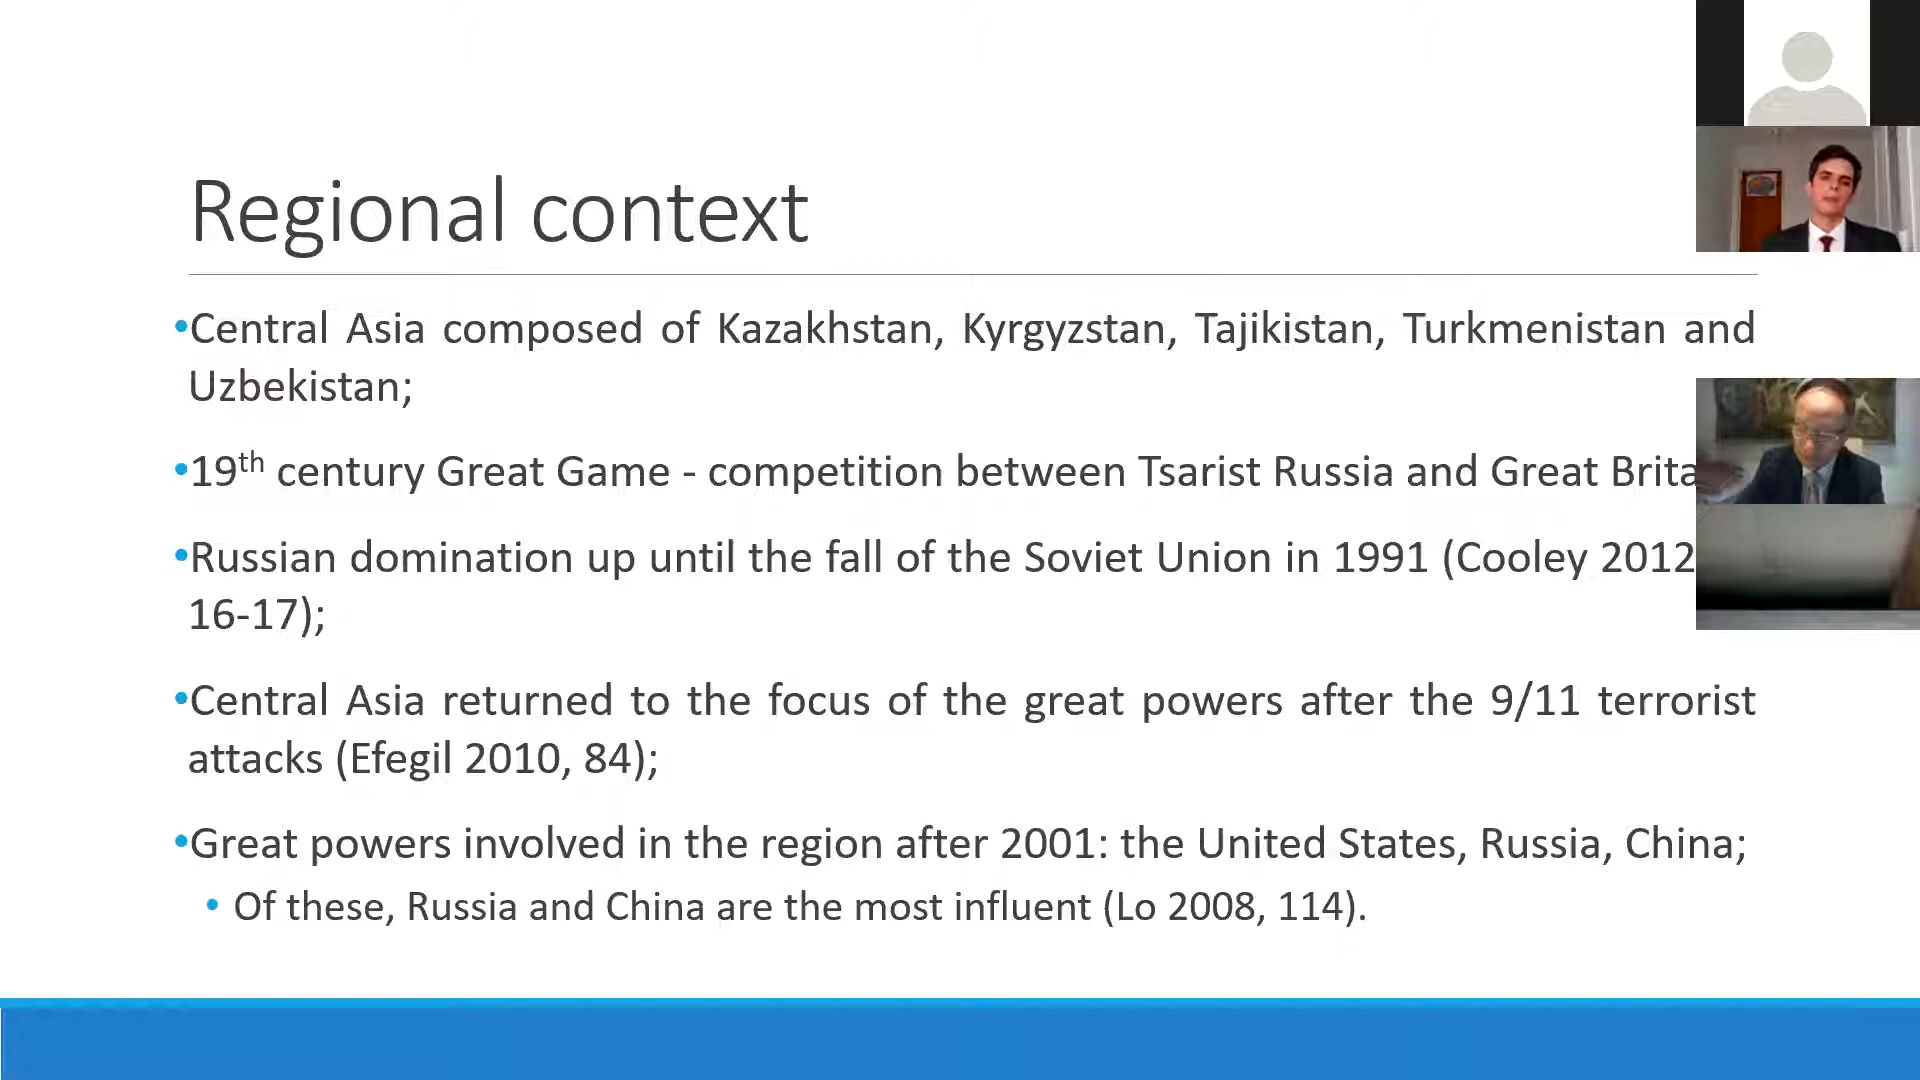 Regional context
•Central Asia composed of Kazakhstan, Kyrgyzstan, Tajikistan, Turkmenistan and
Uzbekistan;
•19th century Great Game - competition between Tsarist Russia and Great
•Russian domination up until the fall of the Soviet Union in 1991 (Cooley 2012
16-17);
•Central Asia returned to the focus of the great powers after the 9/11 terrorist
attacks (Efegil 2010, 84);
•Great powers involved in the region after 2001: the United States, Russia, China;
• Of these, Russia and China are the most influent (Lo 2008, 114).